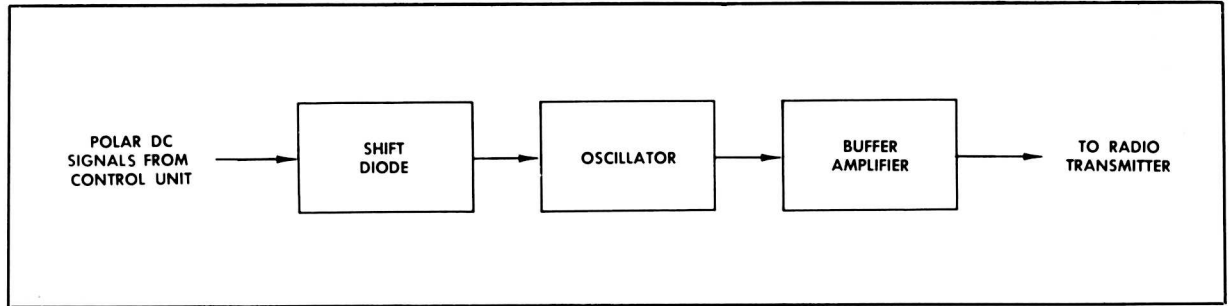 POLAR DC
SIGNALS FROM
CONTROL UNIT
SHIFT
DIODE
OSCILLATOR
BUFFER
AMPLIFIER
TO RADIO
TRANSMITTER